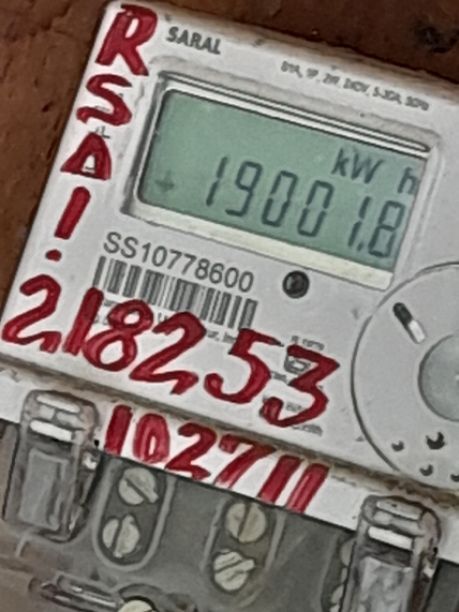 SARAL
kW h
19001.8
SS10778600
RSAI.
218253
102711